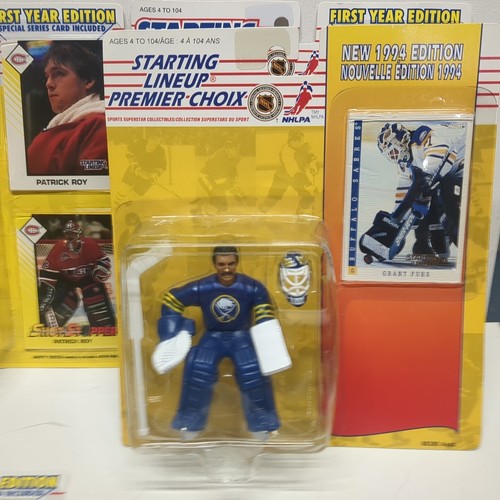 FIRST YEAR EDITION
SPECIAL SERIES CARD INCLUDED
PATRICK ROY
AGES 4 TO 104
STARTING
AGES 4 TO 104/ÂGE : 4 À 104 ANS
STARTING
LINEUP
PREMIER CHOIX
SPORTS SUPERSTAR COLLECTIBLES/COLLECTION SUPERSTARS DU SPORT
NHLPA
FIRST YEAR EDITION
NEW 1994 EDITION
NOUVELLE ÉDITION 1994
BUFFALO SABRES
GRANT FUHR
PATRICK ROY
EDITION